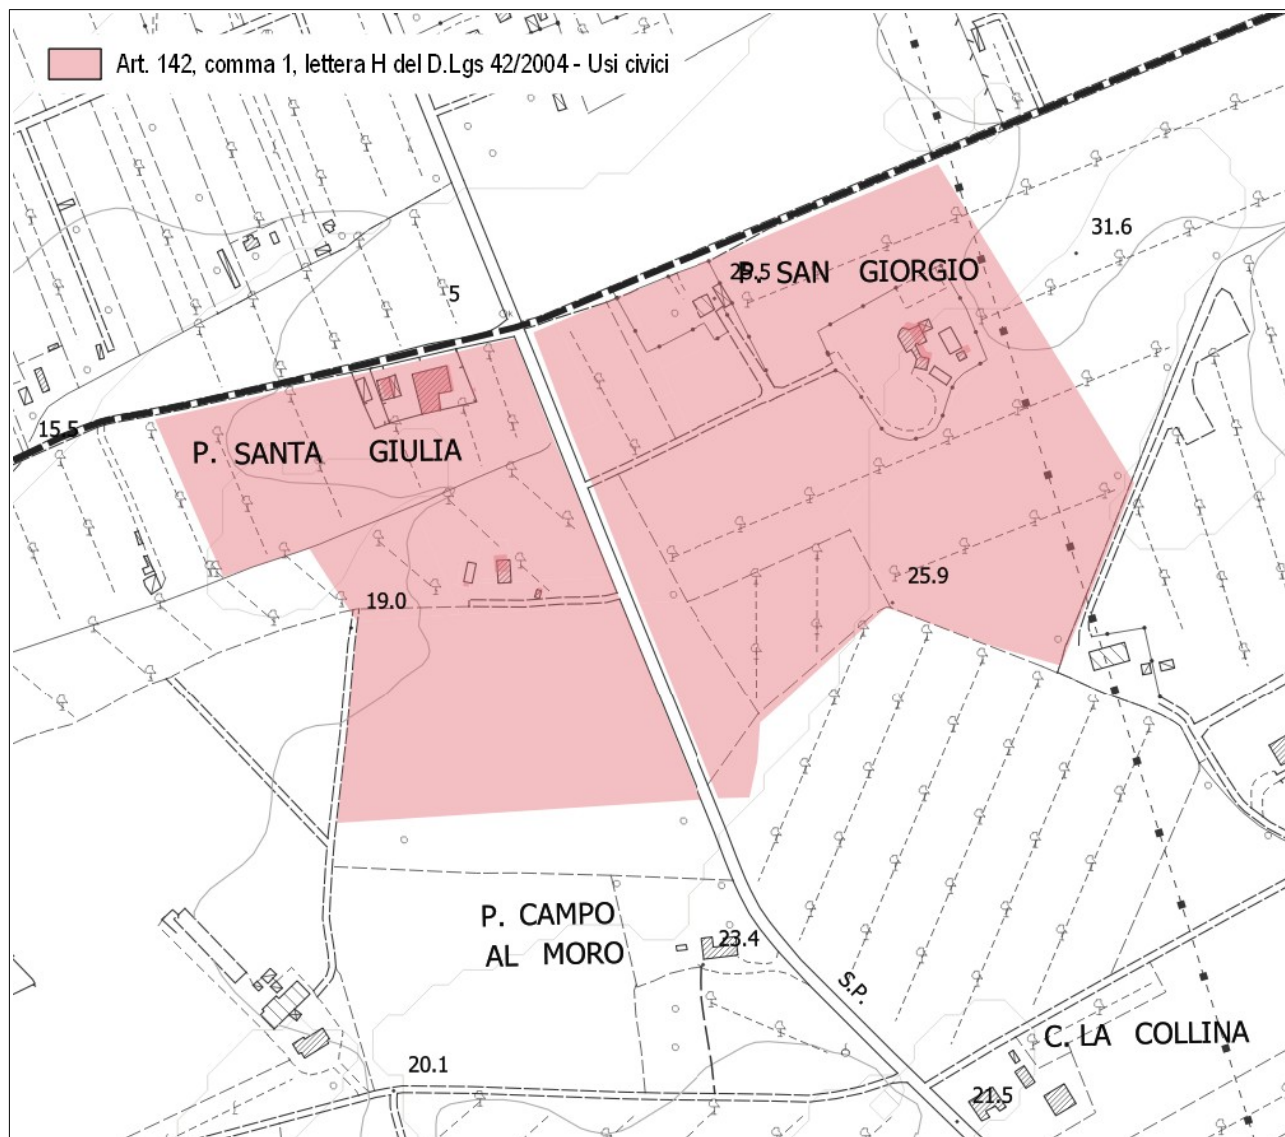 Art. 142, comma 1, lettera H del D.Lgs 42/2004 - Usi civici
31.6
P. SAN GIORGIO
5
15.5
P. SANTA GIULIA
25.9
19.0
P. CAMPO
AL MORO
23.4
S.P.
C. LA COLLINA
20.1
21.5